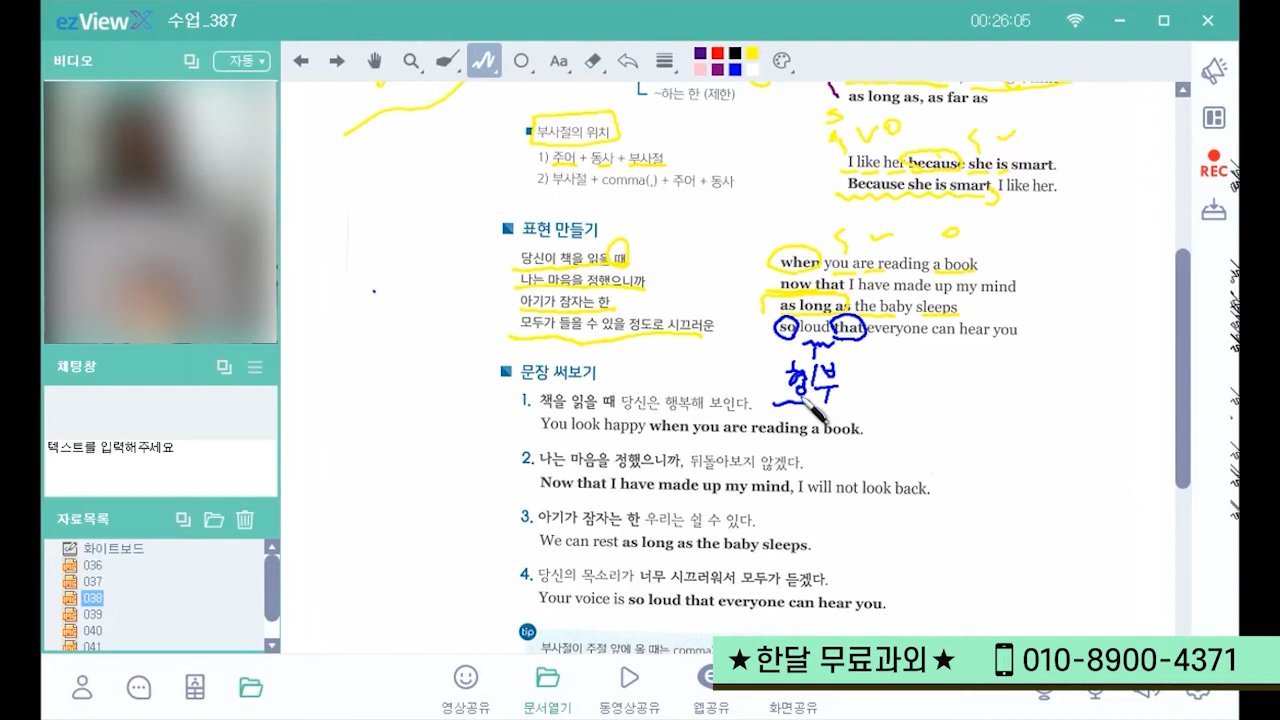 ezViewX 수업_387 00:26:05
비디오 자동
~하는 한 (제한) as long as, as far as
부사절의 위치
S V O
1) 주어 + 동사 + 부사절 I like her because she is smart.
2) 부사절 + comma(,) + 주어 + 동사 Because she is smart, I like her.
표현 만들기
당신이 책을 읽을 때 when you are reading a book
나는 마음을 정했으니까 now that I have made up my mind
아기가 잠자는 한 as long as the baby sleeps
모두가 들을 수 있을 정도로 시끄러운 so loud that everyone can hear you
형/부
채팅창
텍스트를 입력해주세요
문장 써보기
1. 책을 읽을 때 당신은 행복해 보인다.
You look happy when you are reading a book.
2. 나는 마음을 정했으니까, 뒤돌아보지 않겠다.
Now that I have made up my mind, I will not look back.
3. 아기가 잠자는 한 우리는 쉴 수 있다.
We can rest as long as the baby sleeps.
4. 당신의 목소리가 너무 시끄러워서 모두가 듣겠다.
Your voice is so loud that everyone can hear you.
tip
부사절이 주절 앞에 올 때는 comma
자료목록
화이트보드
036
037
038
039
040
041
REC
Aa
영상공유 문서열기 동영상공유 웹공유 화면공유
★한달 무료과외★ 010-8900-4371